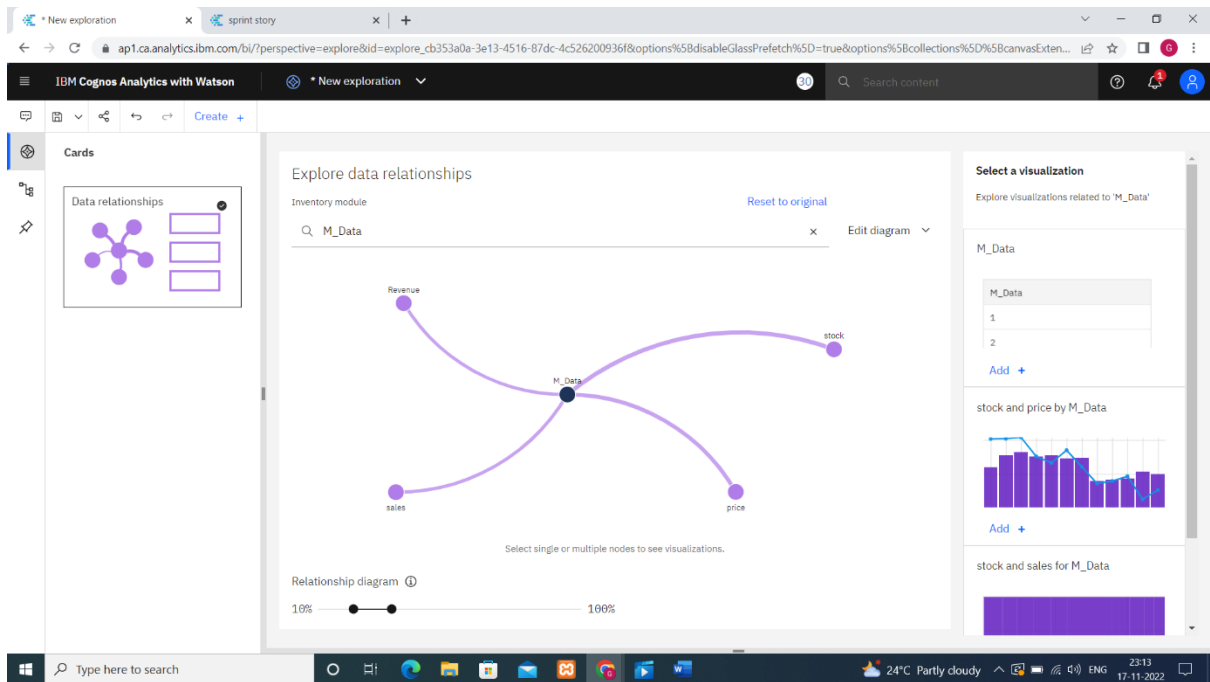 * New exploration
sprint story
ap1.ca.analytics.ibm.com/bi/?perspective=explore&id=explore_cb353a0a-3e13-4516-87dc-4c526200936f&options%5BdisableGlassPrefetch%5D=true&options%5Bcollections%5D%5BcanvasExten...
G
IBM Cognos Analytics with Watson
* New exploration
30
Search content
1
Create +
Cards
Data relationships
Explore data relationships
Inventory module
Reset to original
M_Data
Edit diagram
Revenue
stock
M_Data
sales
price
Select single or multiple nodes to see visualizations.
Relationship diagram
10%
100%
Select a visualization
Explore visualizations related to 'M_Data'
M_Data
M_Data
1
2
Add +
stock and price by M_Data
Add +
stock and sales for M_Data
Type here to search
24°C Partly cloudy
ENG
23:13
17-11-2022